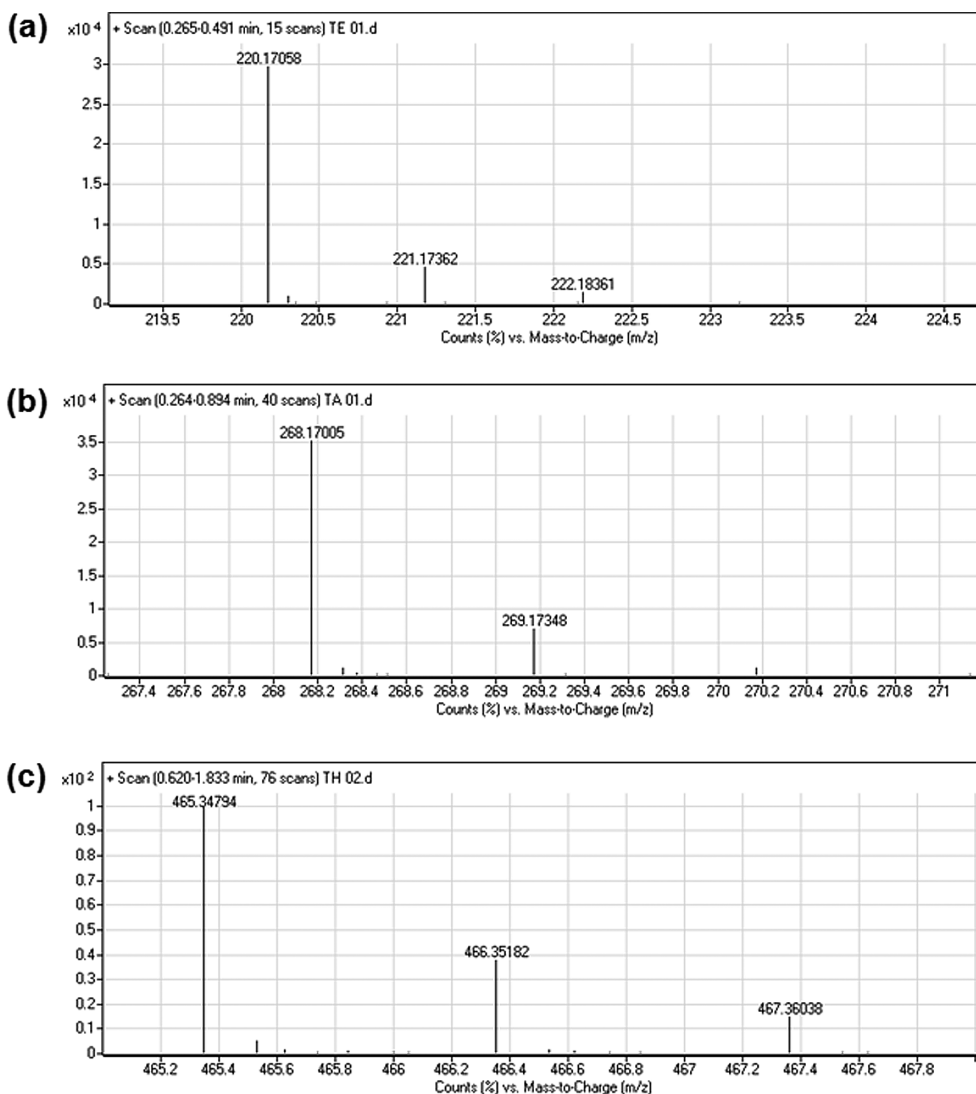 (a)
x10 4 + Scan (0.265-0.491 min, 15 scans) TE 01.d
220.17058
3
2.5
2
1.5
1
221.17362
0.5
222.18361
0
219.5 220 220.5 221 221.5 222 222.5 223 223.5 224 224.5
Counts (%) vs. Mass-to-Charge (m/z)
(b)
x10 4 + Scan (0.264-0.894 min, 40 scans) TA 01.d
268.17005
3.5
3
2.5
2
1.5
1
269.17348
0.5
0
267.4 267.6 267.8 268 268.2 268.4 268.6 268.8 269 269.2 269.4 269.6 269.8 270 270.2 270.4 270.6 270.8 271
Counts (%) vs. Mass-to-Charge (m/z)
(c)
x10 2 + Scan (0.620-1.833 min, 76 scans) TH 02.d
465.34794
1
0.9
0.8
0.7
0.6
0.5
466.35182
0.4
0.3
467.36038
0.2
0.1
0
465.2 465.4 465.6 465.8 466 466.2 466.4 466.6 466.8 467 467.2 467.4 467.6 467.8
Counts (%) vs. Mass-to-Charge (m/z)